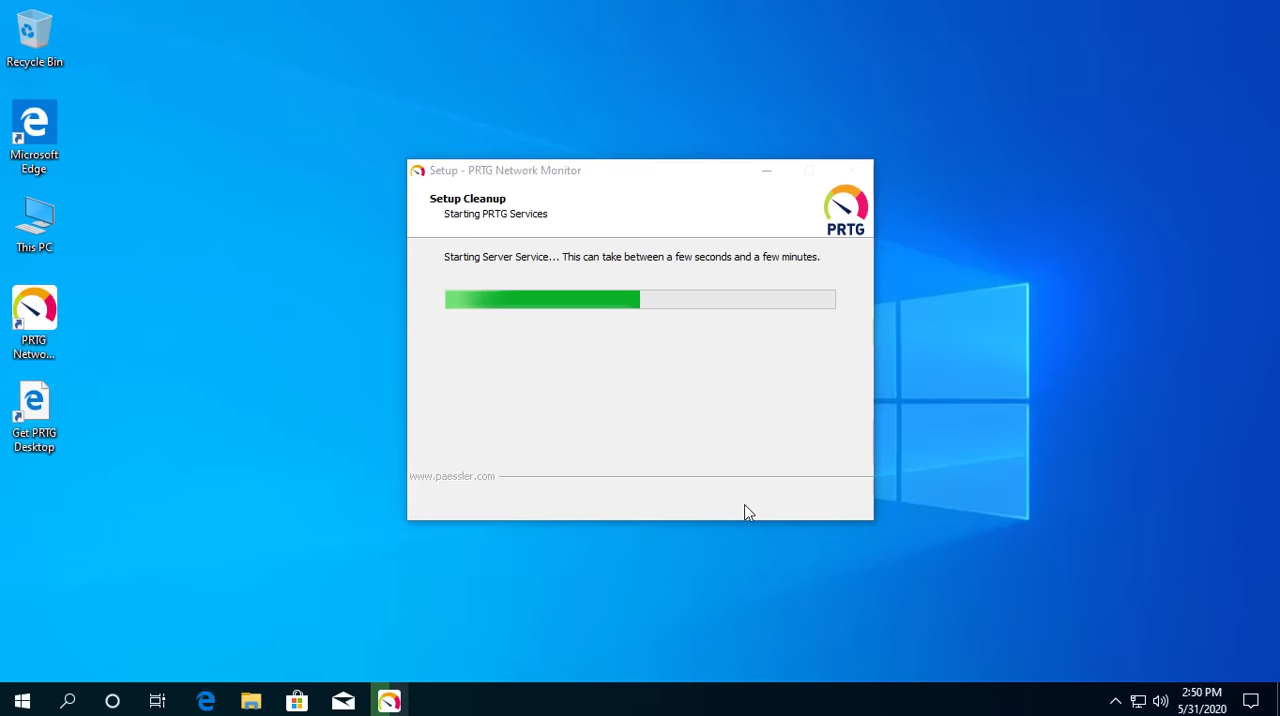 Recycle Bin
Microsoft
Edge
This PC
PRTG
Netwo...
Get PRTG
Desktop
Setup - PRTG Network Monitor
Setup Cleanup
Starting PRTG Services
PRTG
Starting Server Service... This can take between a few seconds and a few minutes.
www.paessler.com
2:50 PM
5/31/2020